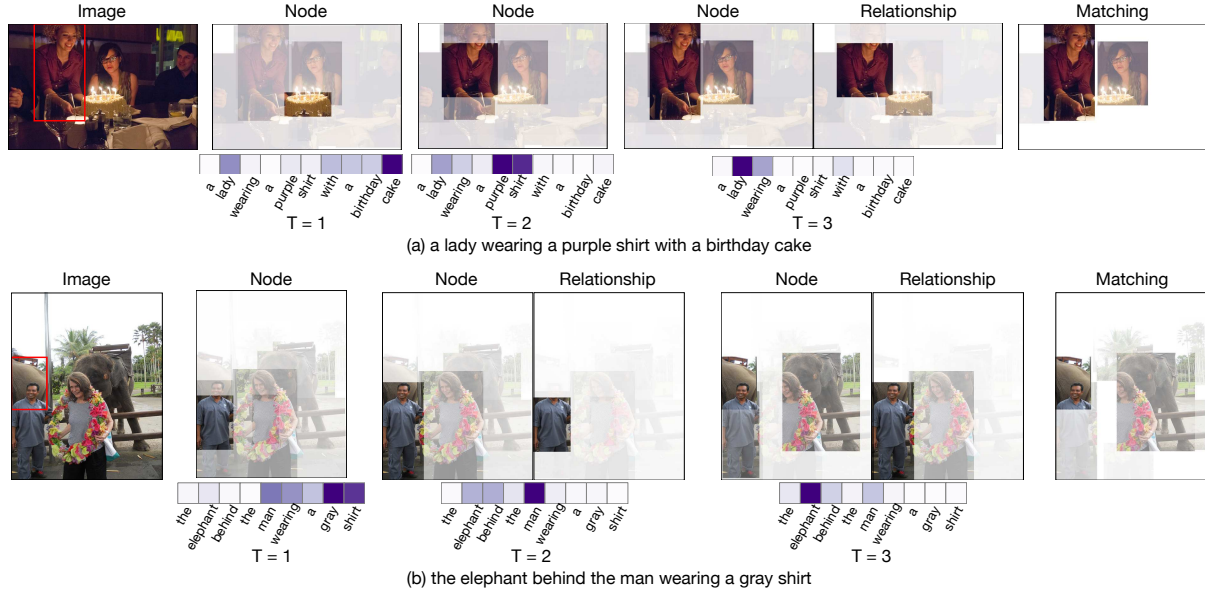 Image Node Node Node Relationship Matching
a lady wearing a purple shirt with a birthday cake
a lady wearing a purple shirt with a birthday cake
a lady wearing a purple shirt with a birthday cake
T = 1 T = 2 T = 3
(a) a lady wearing a purple shirt with a birthday cake
Image Node Node Relationship Node Relationship Matching
the elephant behind the man wearing a gray shirt
the elephant behind the man wearing a gray shirt
the elephant behind the man wearing a gray shirt
T = 1 T = 2 T = 3
(b) the elephant behind the man wearing a gray shirt